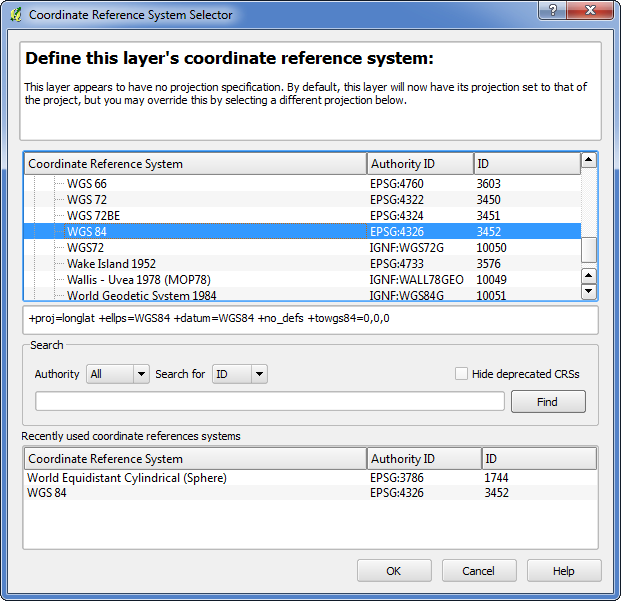 Coordinate Reference System Selector
Define this layer's coordinate reference system:
This layer appears to have no projection specification. By default, this layer will now have its projection set to that of
the project, but you may override this by selecting a different projection below.
Coordinate Reference System Authority ID ID
WGS 66 EPSG:4760 3603
WGS 72 EPSG:4322 3450
WGS 72BE EPSG:4324 3451
WGS 84 EPSG:4326 3452
WGS72 IGNF:WGS72G 10050
Wake Island 1952 EPSG:4733 3576
Wallis - Uvea 1978 (MOP78) IGNF:WALL78GEO 10049
World Geodetic System 1984 IGNF:WGS84G 10051
+proj=longlat +ellps=WGS84 +datum=WGS84 +no_defs +towgs84=0,0,0
Search
Authority All Search for ID Hide deprecated CRSs
Find
Recently used coordinate references systems
Coordinate Reference System Authority ID ID
World Equidistant Cylindrical (Sphere) EPSG:3786 1744
WGS 84 EPSG:4326 3452
OK Cancel Help